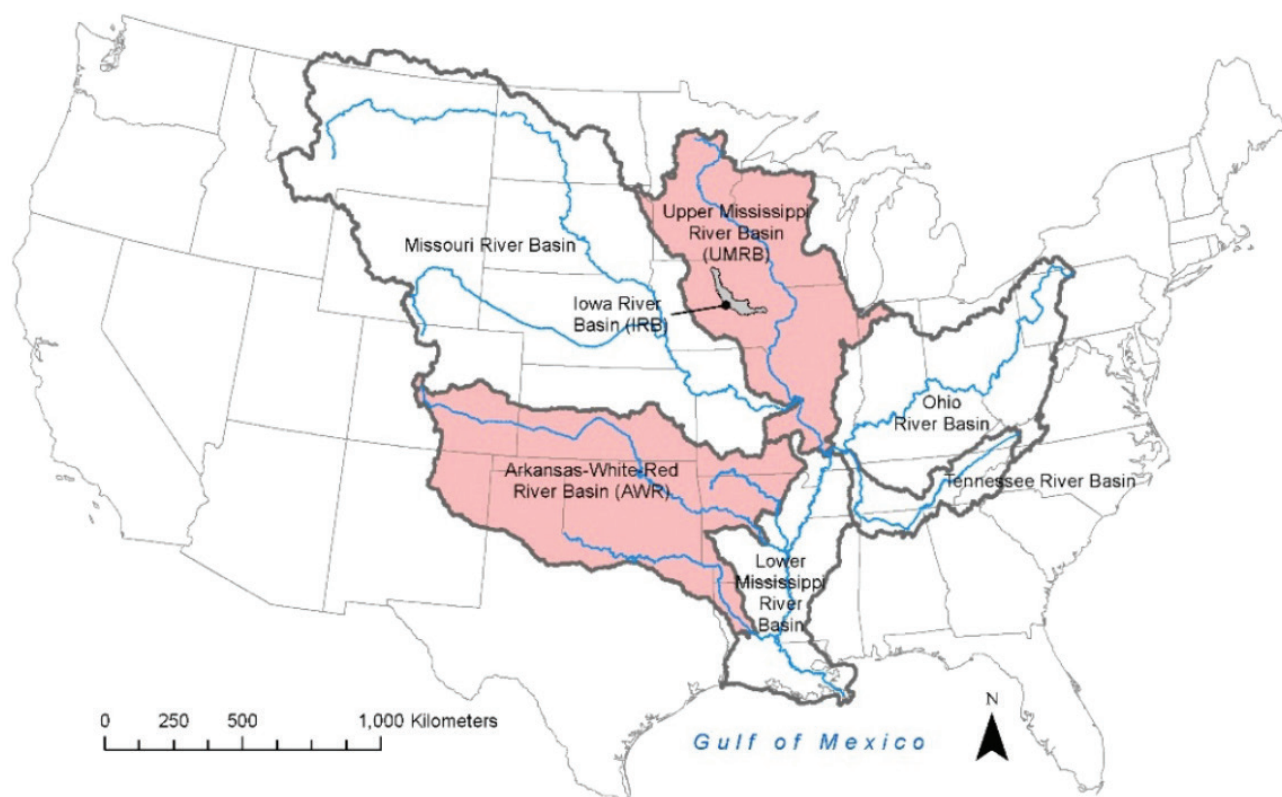 Upper Mississippi
River Basin
(UMRB)
Missouri River Basin
Iowa River
Basin (IRB)
Ohio
River Basin
Arkansas-White-Red
River Basin (AWR)
Tennessee River Basin
Lower
Mississippi
River
Basin
0 250 500 1,000 Kilometers
N
Gulf of Mexico